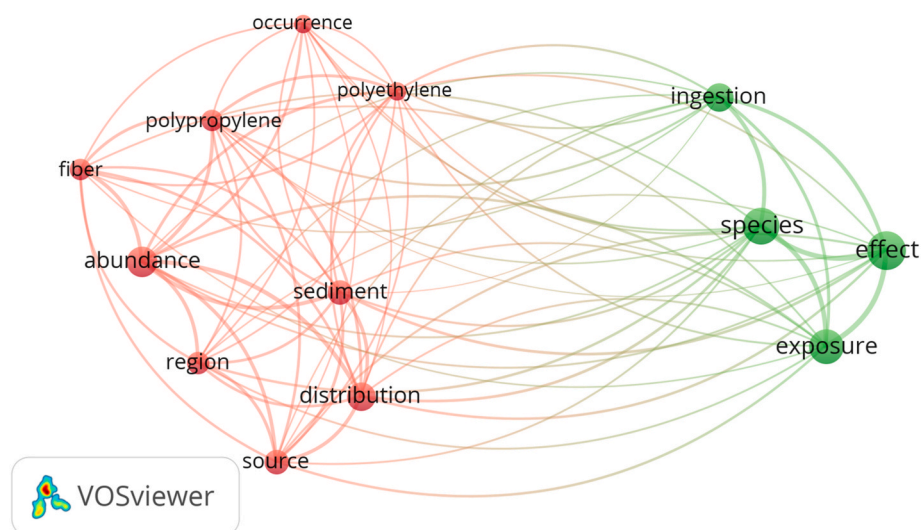 occurrence
polyethylene
ingestion
polypropylene
fiber
species
effect
abundance
sediment
exposure
region
distribution
source
VOSviewer